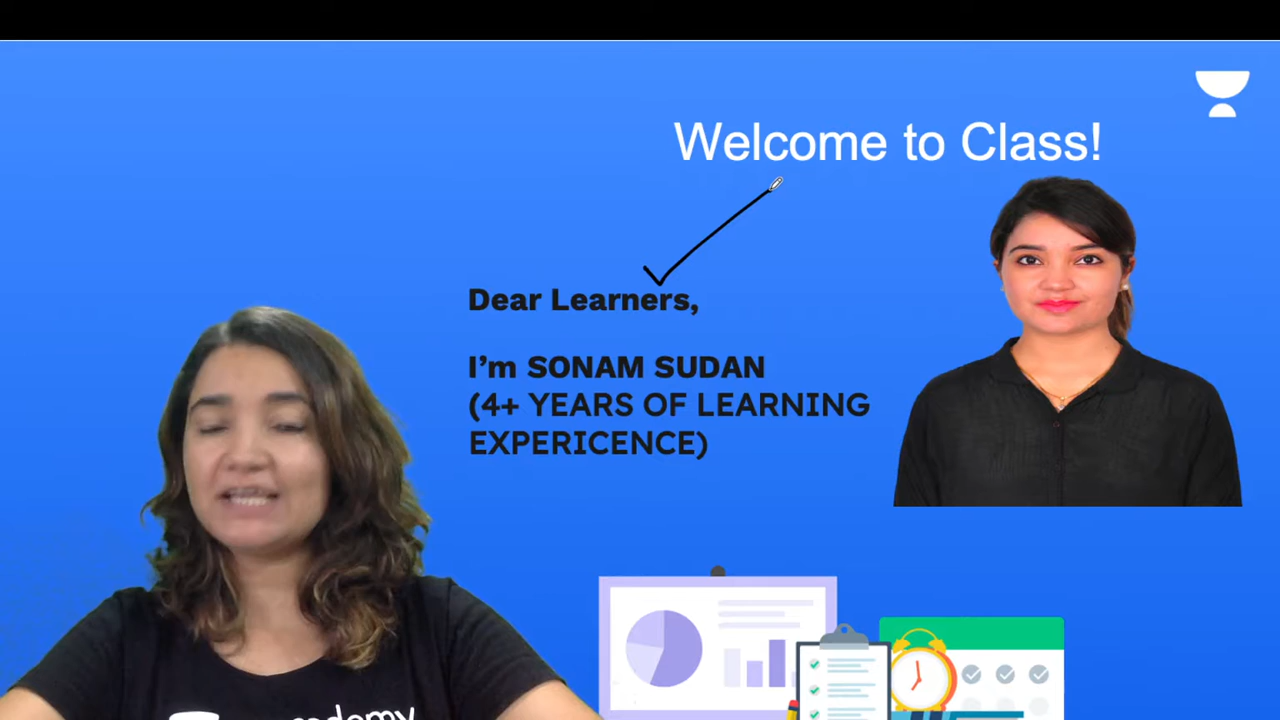 Welcome to Class!
Dear Learners,
I'm SONAM SUDAN
(4+ YEARS OF LEARNING
EXPERICENCE)